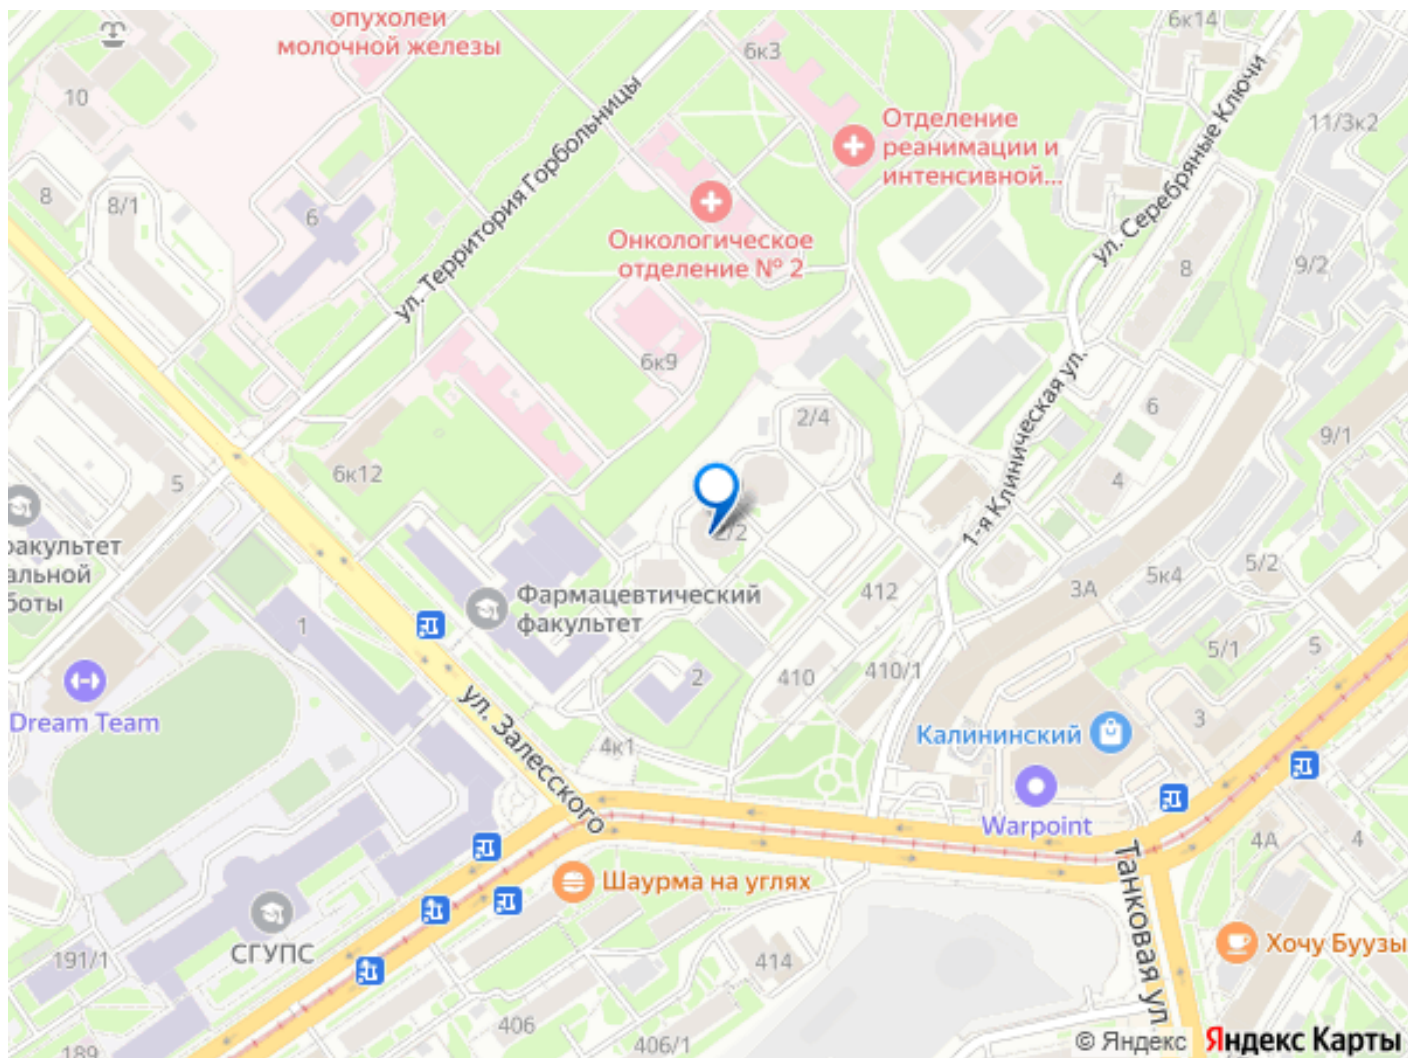 опухолей
молочной железы
6к14
6к3
10
Отделение
реанимации и
интенсивной...
11/3к2
ул. Серебряные Ключи
ул. Территория Горбольницы
8
8/1
6
Онкологическое
отделение № 2
8
9/2
6к9
1-я Клиническая ул.
2/4
6
9/1
6к12
5
4
2/2
факультет
альной
боты
5/2
5к4
3А
412
Фармацевтический
факультет
1
5/1
5
2
410
410/1
Dream Team
ул. Залесского
4к1
3
Калининский
Warpoint
4А
4
Танковая ул.
Шаурма на углях
СГУПС
191/1
414
Хочу Буузы
406
406/1
189
© Яндекс Яндекс Карты